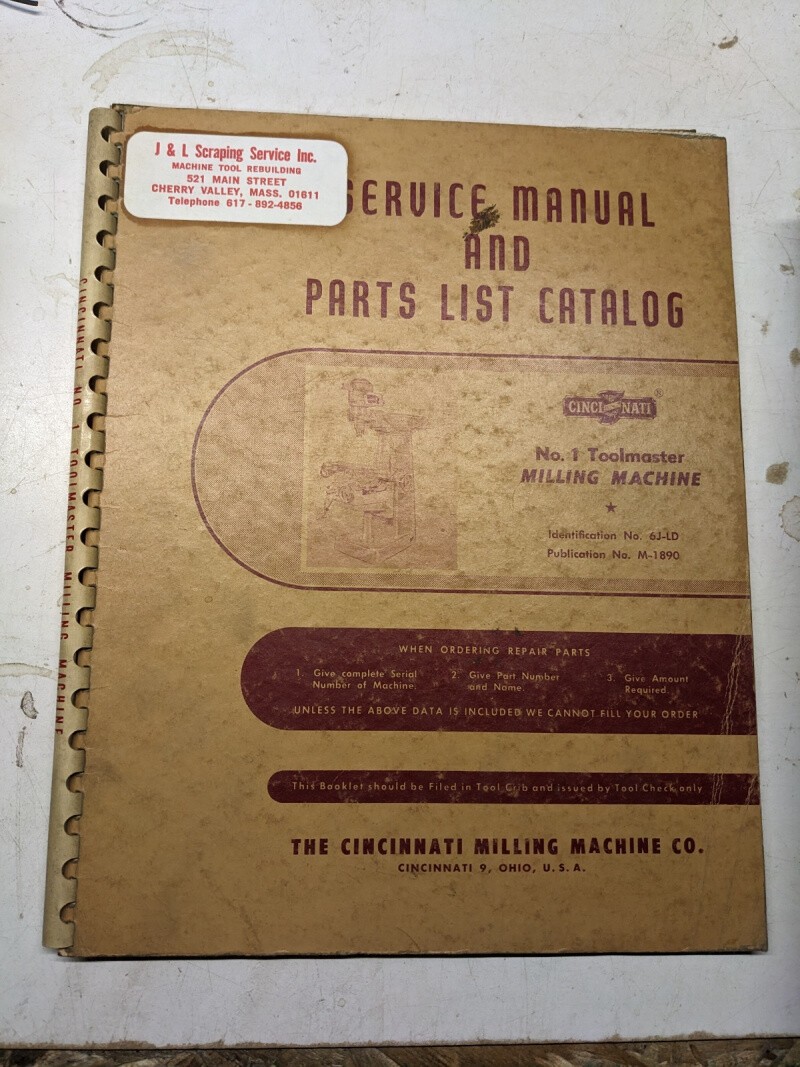 J & L Scraping Service Inc.
MACHINE TOOL REBUILDING
521 MAIN STREET
CHERRY VALLEY, MASS. 01611
Telephone 617-892-4856
SERVICE MANUAL
AND
PARTS LIST CATALOG
CINCINNATI ®
No. 1 Toolmaster
MILLING MACHINE
★
Identification No. 6J-LD
Publication No. M-1890
WHEN ORDERING REPAIR PARTS
1. Give complete Serial Number of Machine.
2. Give Part Number and Name
3. Give Amount Required.
UNLESS THE ABOVE DATA IS INCLUDED WE CANNOT FILL YOUR ORDER
This Booklet should be Filed in Tool Crib and issued by Tool Check only
THE CINCINNATI MILLING MACHINE CO.
CINCINNATI 9, OHIO, U.S.A.
CINCINNATI NO. 1 TOOLMASTER MILLING MACHINE